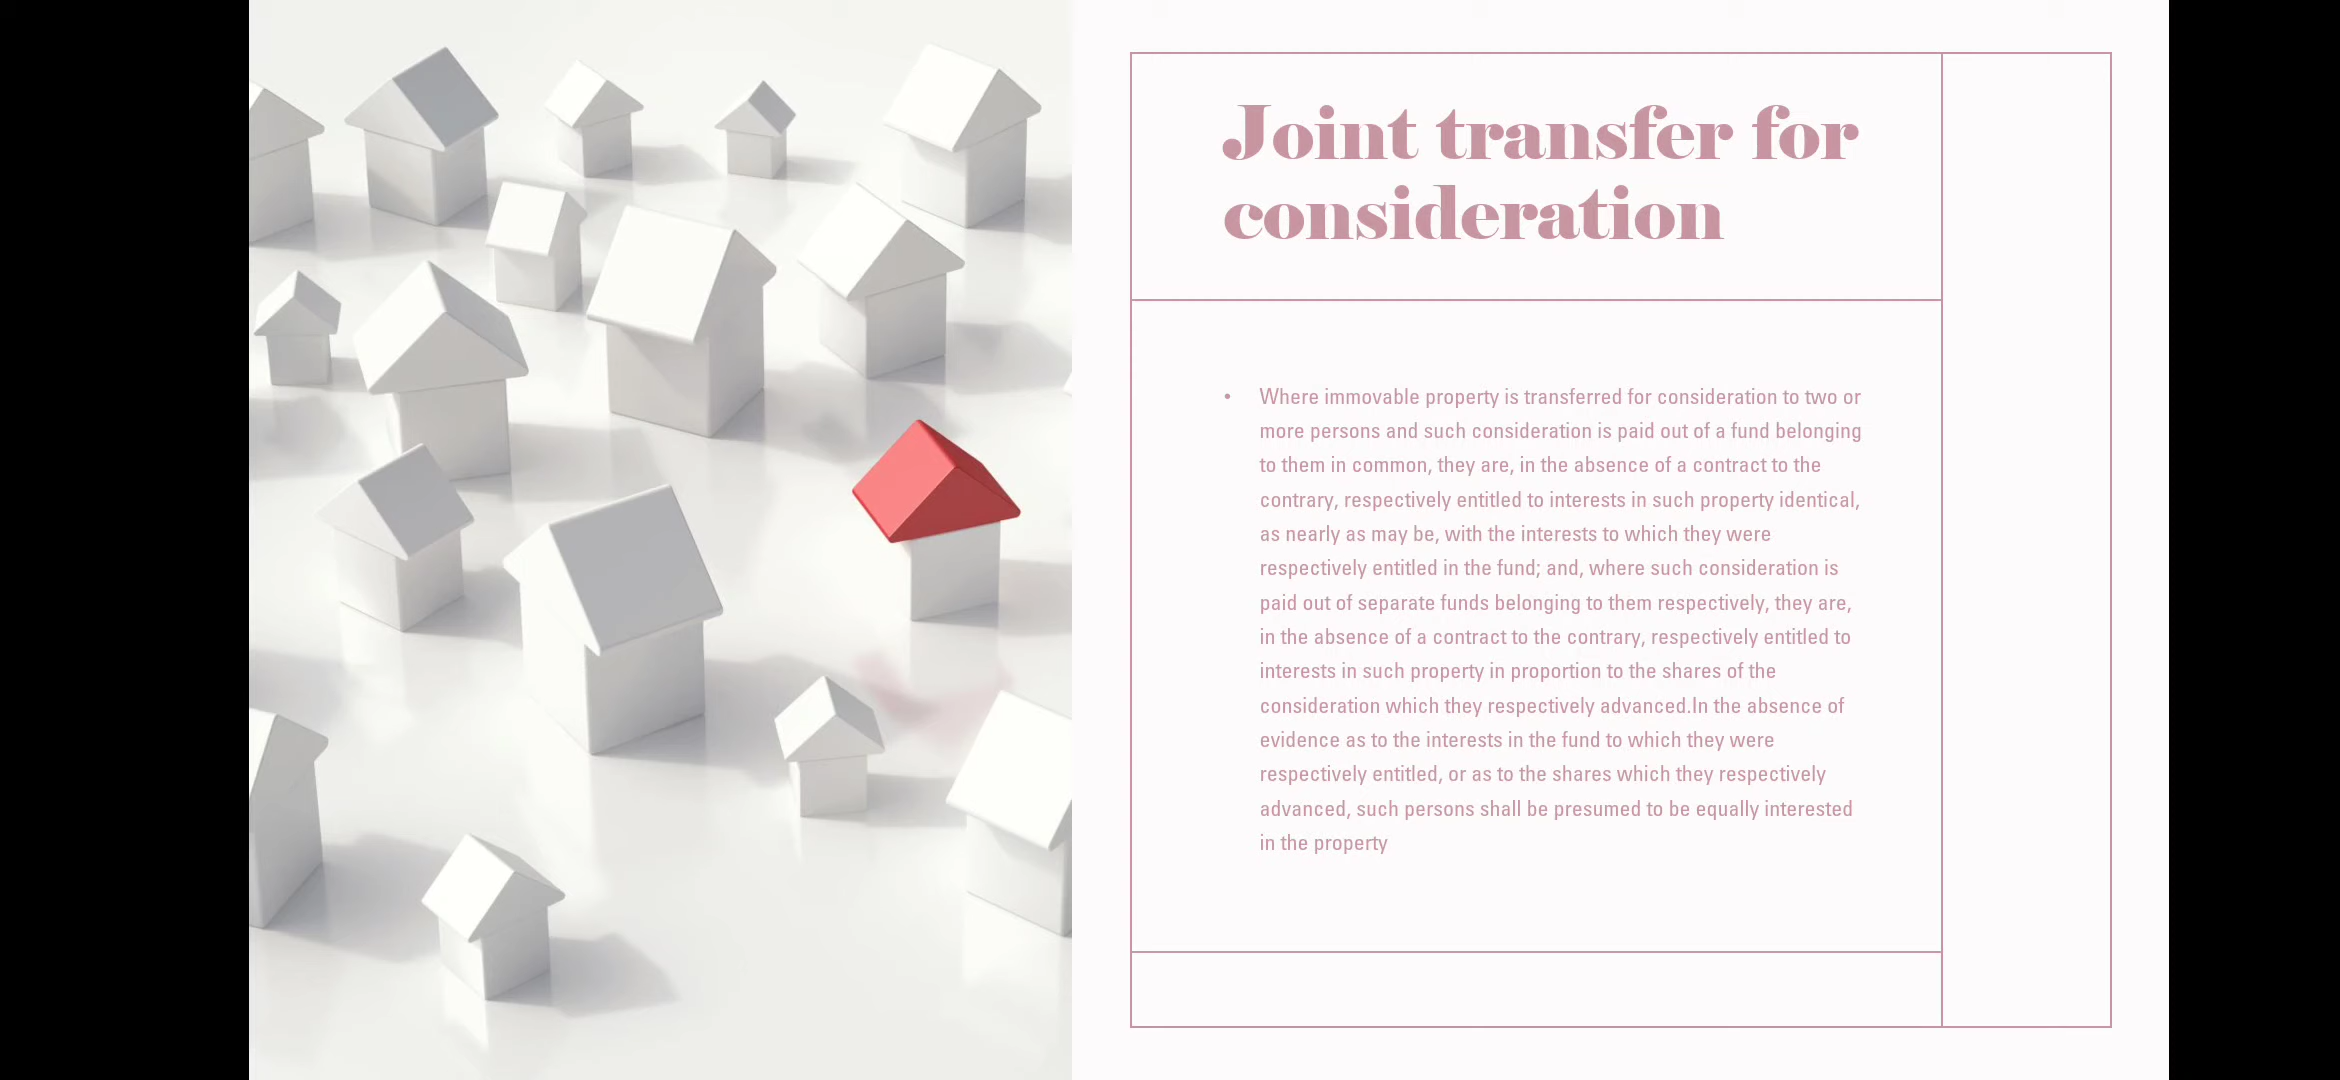 Joint transfer for
consideration
• Where immovable property is transferred for consideration to two or
more persons and such consideration is paid out of a fund belonging
to them in common, they are, in the absence of a contract to the
contrary, respectively entitled to interests in such property identical,
as nearly as may be, with the interests to which they were
respectively entitled in the fund; and, where such consideration is
paid out of separate funds belonging to them respectively, they are,
in the absence of a contract to the contrary, respectively entitled to
interests in such property in proportion to the shares of the
consideration which they respectively advanced.In the absence of
evidence as to the interests in the fund to which they were
respectively entitled, or as to the shares which they respectively
advanced, such persons shall be presumed to be equally interested
in the property